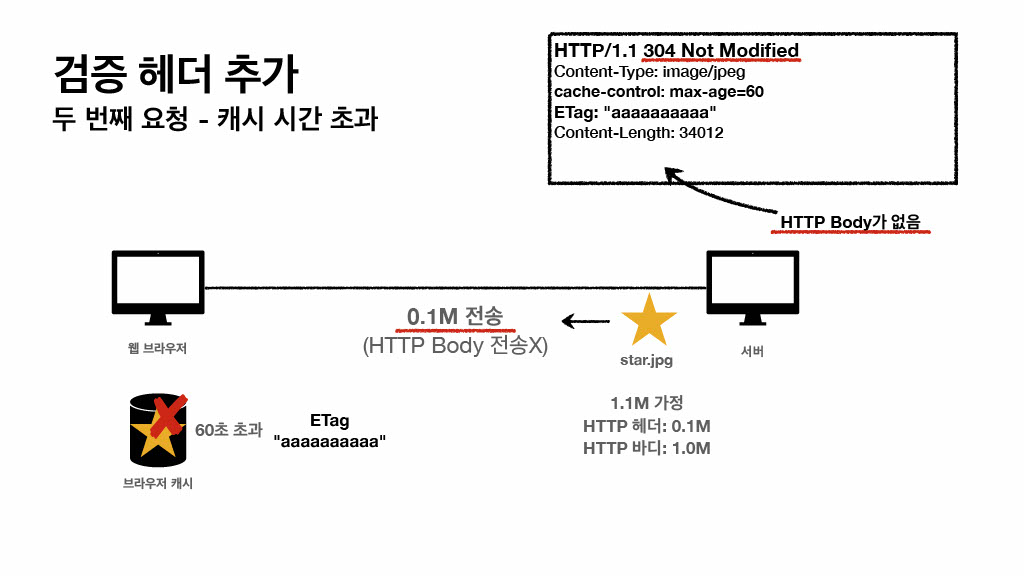 검증 헤더 추가
두 번째 요청 - 캐시 시간 초과
HTTP/1.1 304 Not Modified
Content-Type: image/jpeg
cache-control: max-age=60
ETag: "aaaaaaaaaa"
Content-Length: 34012
HTTP Body가 없음
0.1M 전송
(HTTP Body 전송X)
star.jpg
웹 브라우저
서버
1.1M 가정
HTTP 헤더: 0.1M
HTTP 바디: 1.0M
60초 초과
ETag
"aaaaaaaaaa"
브라우저 캐시